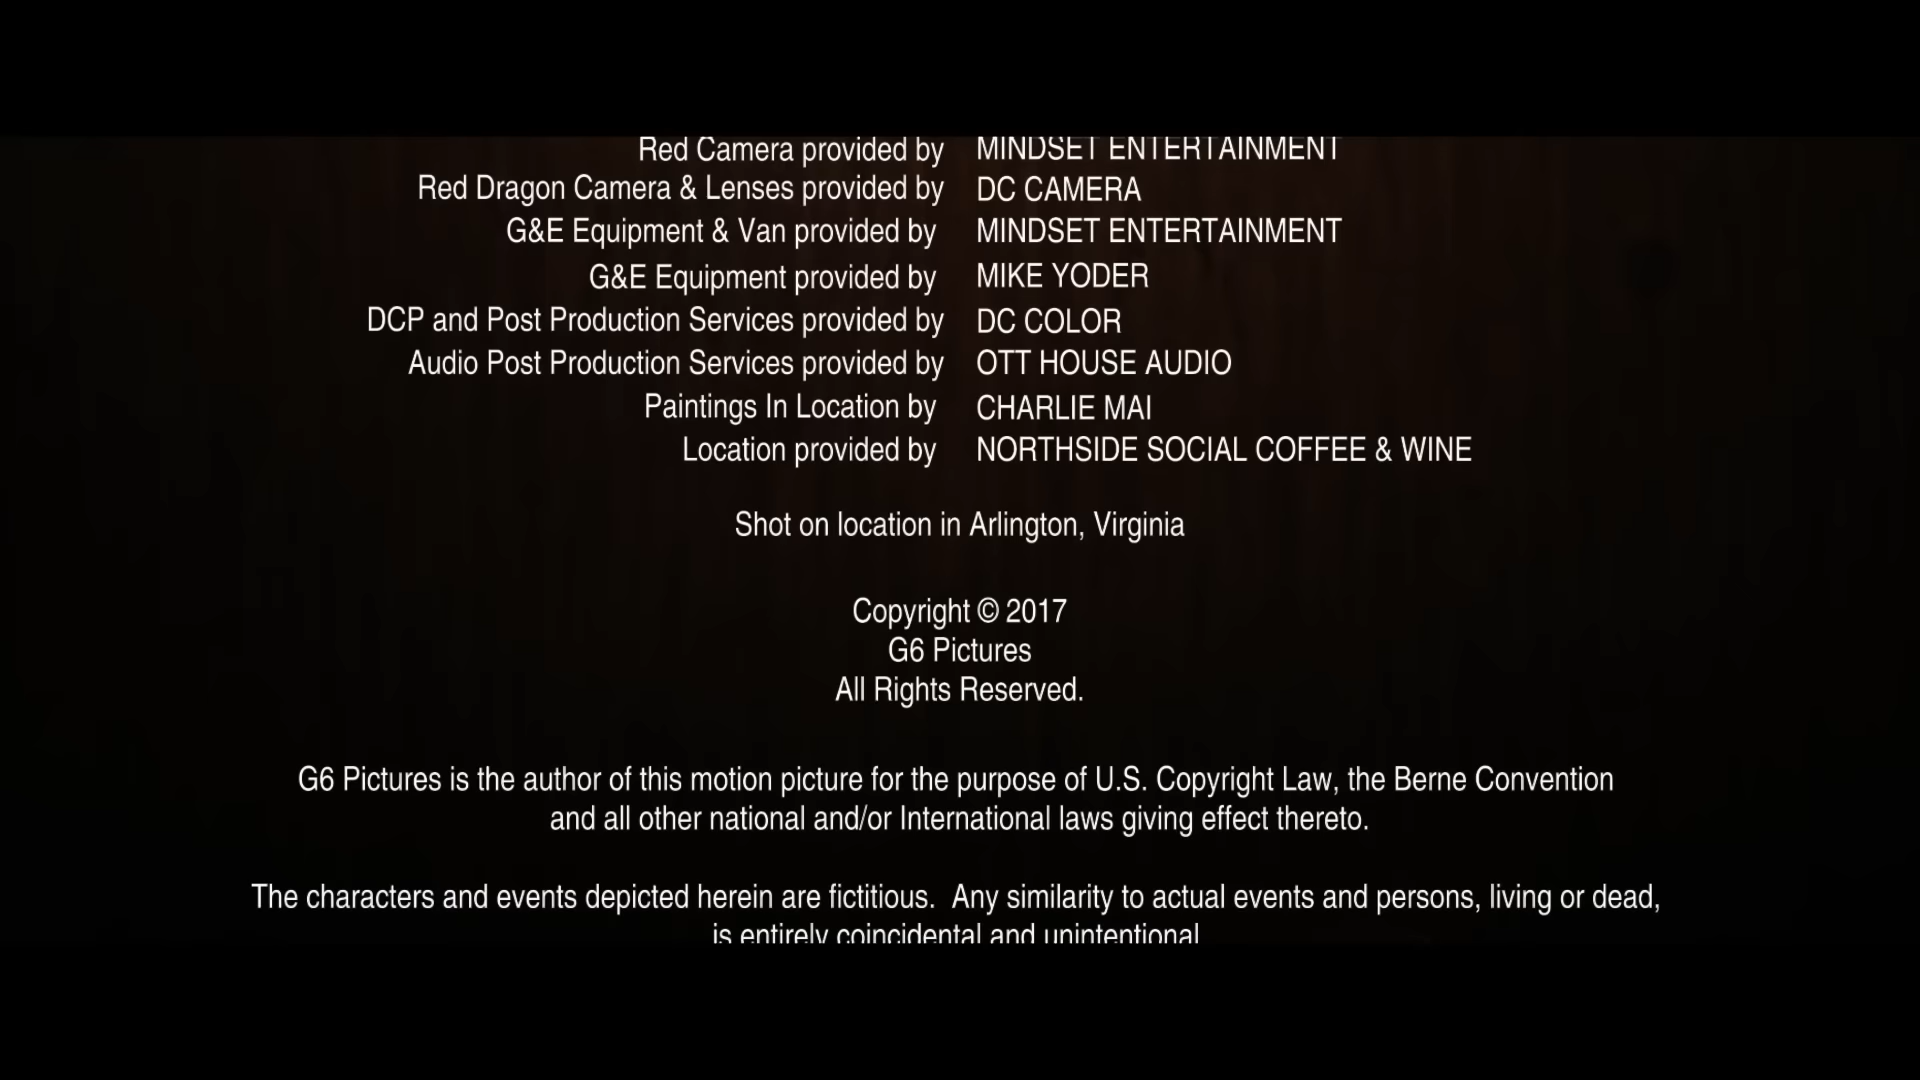 Red Camera provided by MINDSET ENTERTAINMENT
Red Dragon Camera & Lenses provided by DC CAMERA
G&E Equipment & Van provided by MINDSET ENTERTAINMENT
G&E Equipment provided by MIKE YODER
DCP and Post Production Services provided by DC COLOR
Audio Post Production Services provided by OTT HOUSE AUDIO
Paintings In Location by CHARLIE MAI
Location provided by NORTHSIDE SOCIAL COFFEE & WINE
Shot on location in Arlington, Virginia
Copyright © 2017
G6 Pictures
All Rights Reserved.
G6 Pictures is the author of this motion picture for the purpose of U.S. Copyright Law, the Berne Convention
and all other national and/or International laws giving effect thereto.
The characters and events depicted herein are fictitious.  Any similarity to actual events and persons, living or dead,
is entirely coincidental and unintentional